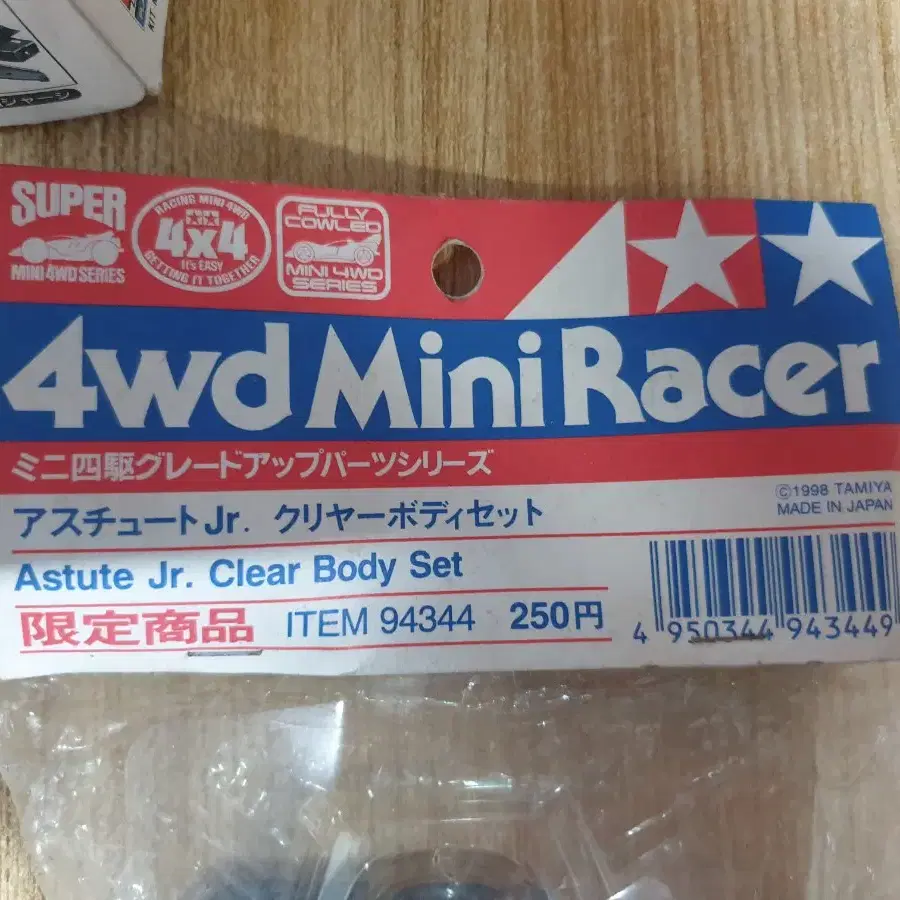 シャーシ
SUPER
MINI 4WD SERIES
RACING MINI 4WD
4x4
It's EASY
GETTING IT TOGETHER
FULLY
COWLED
MINI 4WD
SERIES
4wd Mini Racer
ミニ四駆グレードアップパーツシリーズ
アスチュートJr. クリヤーボディセット
©1998 TAMIYA
MADE IN JAPAN
Astute Jr. Clear Body Set
限定商品 ITEM 94344 250円
4 950344 943449